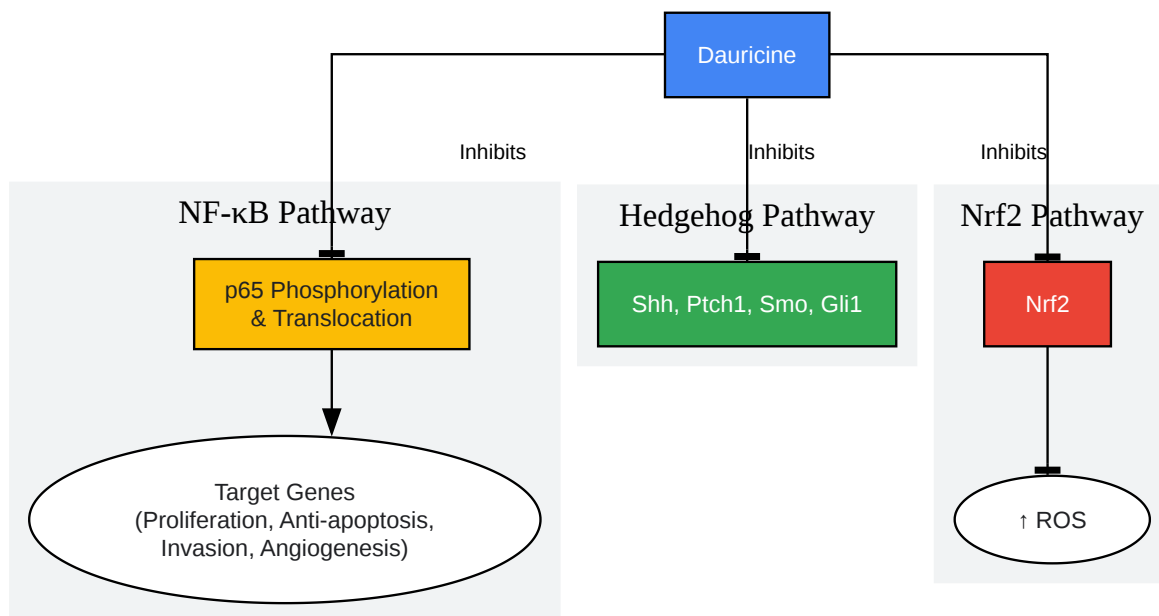 Dauricine
Inhibits
Inhibits
Inhibits
NF-κB Pathway
Hedgehog Pathway
Nrf2 Pathway
p65 Phosphorylation
& Translocation
Shh, Ptch1, Smo, Gli1
Nrf2
Target Genes
(Proliferation, Anti-apoptosis,
Invasion, Angiogenesis)
↑ ROS